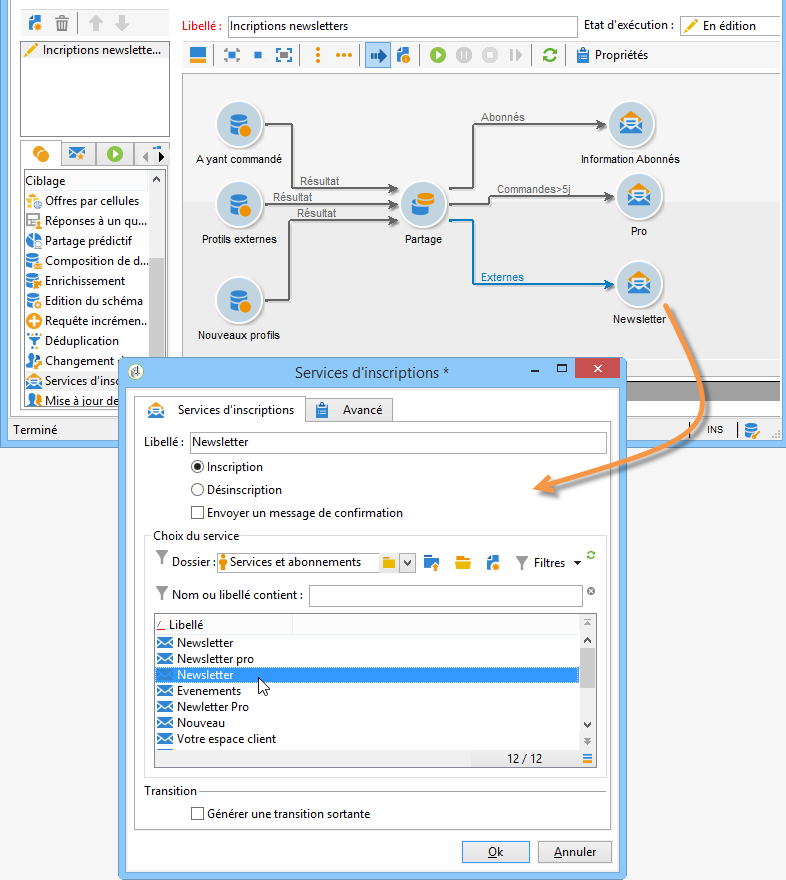 Libellé : Incriptions newsletters Etat d'exécution : En édition
Incriptions newslette...
Propriétés
Ayant commandé
Protils externes
Nouveaux profils
Résultat
Résultat
Résultat
Partage
Abonnés
Commandes>5j
Externes
Information Abonnés
Pro
Newsletter
Ciblage
Offres par cellules
Réponses à un qu...
Partage prédictif
Composition de d...
Enrichissement
Edition du schéma
Requête incrémen...
Déduplication
Changement
Services d'insc
Mise à jour de
Terminé
INS
Services d'inscriptions *
Services d'inscriptions Avancé
Libellé : Newsletter
Inscription
Désinscription
Envoyer un message de confirmation
Choix du service
Dossier : Services et abonnements Filtres
Nom ou libellé contient :
Libellé
Newsletter
Newsletter pro
Newsletter
Evenements
Newletter Pro
Nouveau
Votre espace client
12 / 12
Transition
Générer une transition sortante
Ok Annuler